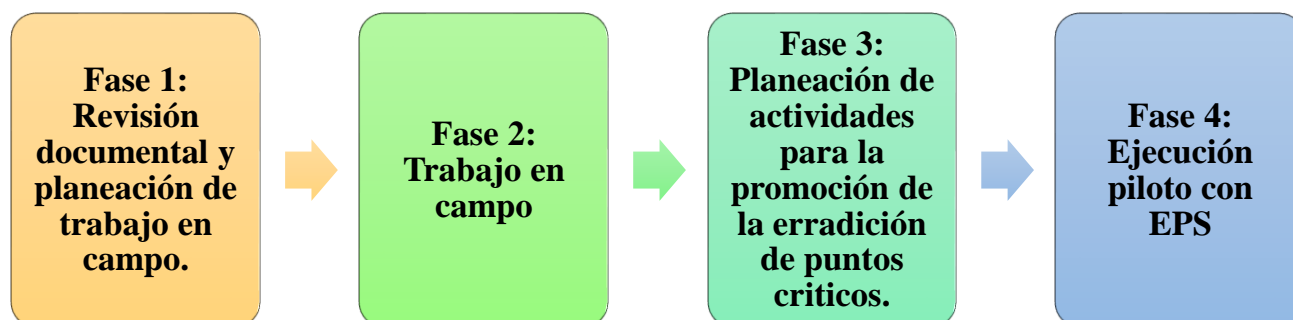 Fase 1:
Revisión
documental y
planeación de
trabajo en
campo.
Fase 2:
Trabajo en
campo
Fase 3:
Planeación de
actividades
para la
promoción de
la erradición
de puntos
criticos.
Fase 4:
Ejecución
piloto con
EPS